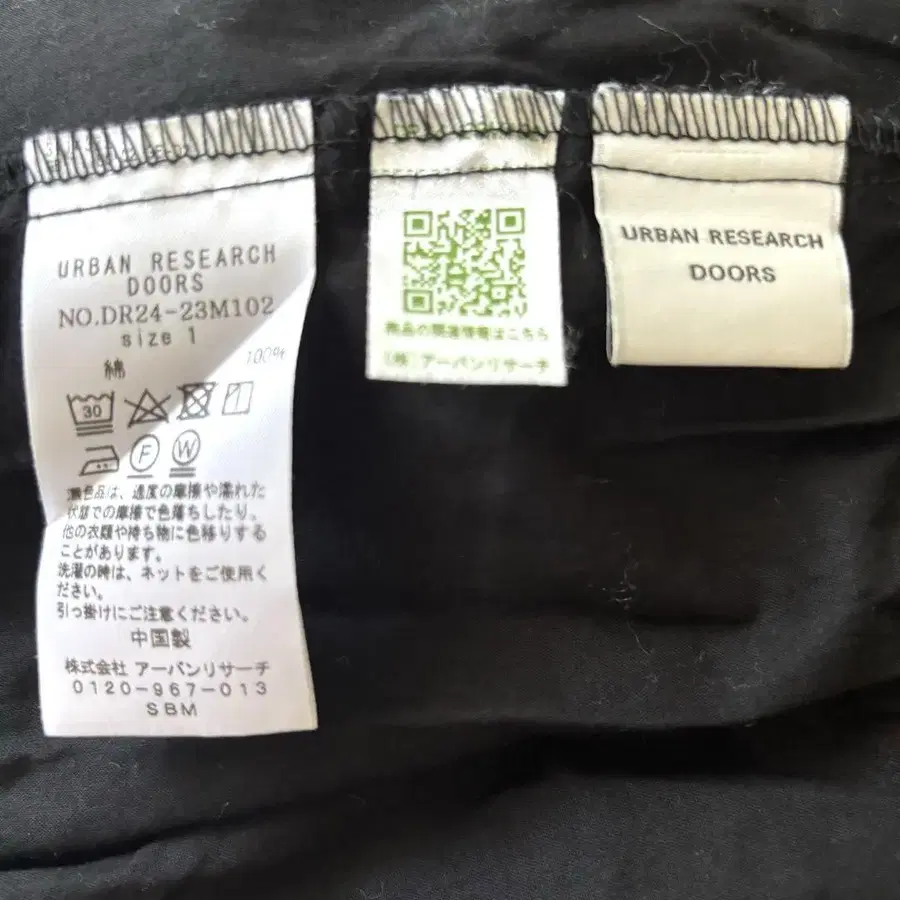 URBAN RESEARCH
DOORS
NO.DR24-23M102
size 1
綿 100%
30
F W
濃色品は、過度の摩擦や濡れた
状態での摩擦で色落ちしたり、
他の衣類や持ち物に色移りする
ことがあります。
洗濯の時は、ネットをご使用く
ださい。
引っ掛けにご注意ください。
中国製
株式会社 アーバンリサーチ
0120-967-013
SBM
商品の関連情報はこちら
(株) アーバンリサーチ
URBAN RESEARCH
DOORS